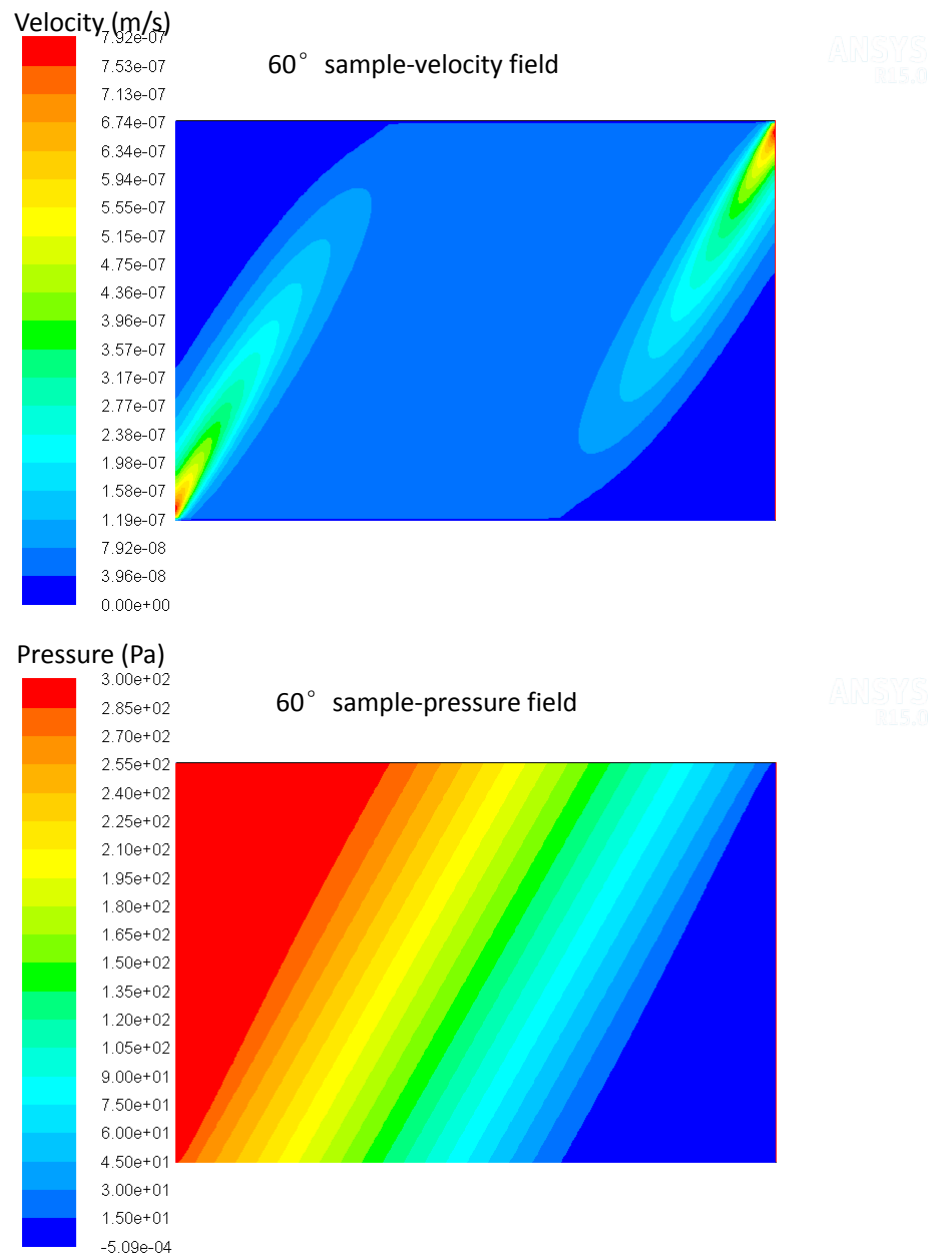 Velocity (m/s)
7.92e-07
7.53e-07
7.13e-07
6.74e-07
6.34e-07
5.94e-07
5.55e-07
5.15e-07
4.75e-07
4.36e-07
3.96e-07
3.57e-07
3.17e-07
2.77e-07
2.38e-07
1.98e-07
1.58e-07
1.19e-07
7.92e-08
3.96e-08
0.00e+00
60° sample-velocity field
ANSYS
R15.0
Pressure (Pa)
3.00e+02
2.85e+02
2.70e+02
2.55e+02
2.40e+02
2.25e+02
2.10e+02
1.95e+02
1.80e+02
1.65e+02
1.50e+02
1.35e+02
1.20e+02
1.05e+02
9.00e+01
7.50e+01
6.00e+01
4.50e+01
3.00e+01
1.50e+01
-5.09e-04
60° sample-pressure field
ANSYS
R15.0